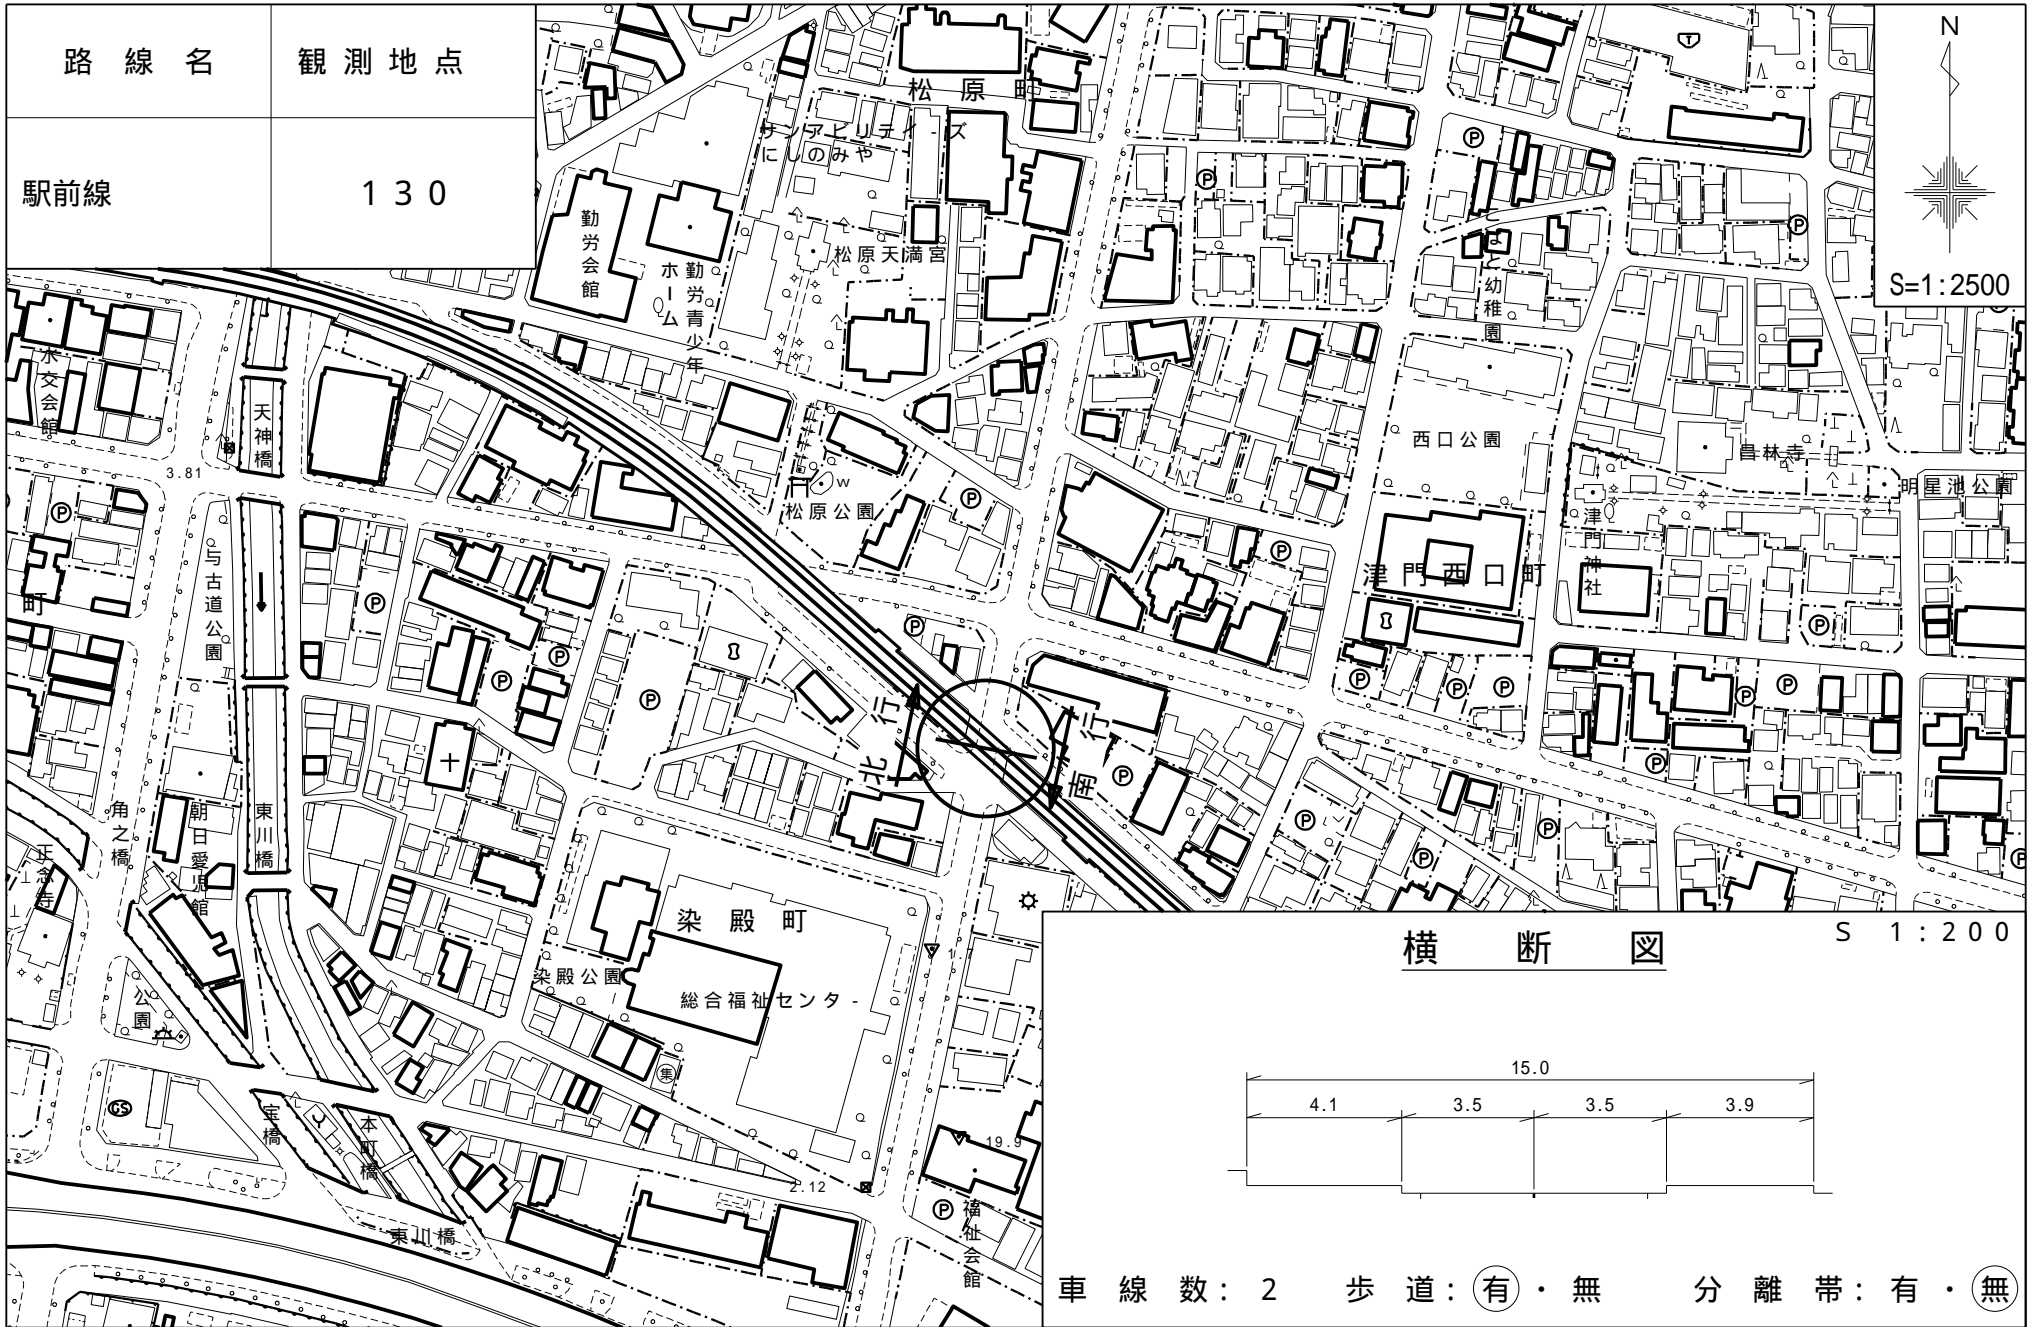 路線名 観測地点
駅前線 130
N
S=1:2500
松原町
サンアビリテイ-ズ
にしのみや
勤労会館
勤労青少年
ホーム
松原天満宮
幼稚園
水交会館
天神橋
3.81
西口公園
昌林寺
明星池公園
松原公園
W
津門神社
津門西口町
与古道公園
町
P
北行
南行
角之橋
朝日愛児館
東川橋
正念寺
染殿町
染殿公園
総合福祉センタ-
1.7
公園
集
GS
宝橋
本町橋
19.9
2.12
東川橋
福祉会館
横断図
S 1:200
15.0
4.1 3.5 3.5 3.9
車線数:2 歩道:有・無 分離帯:有・無